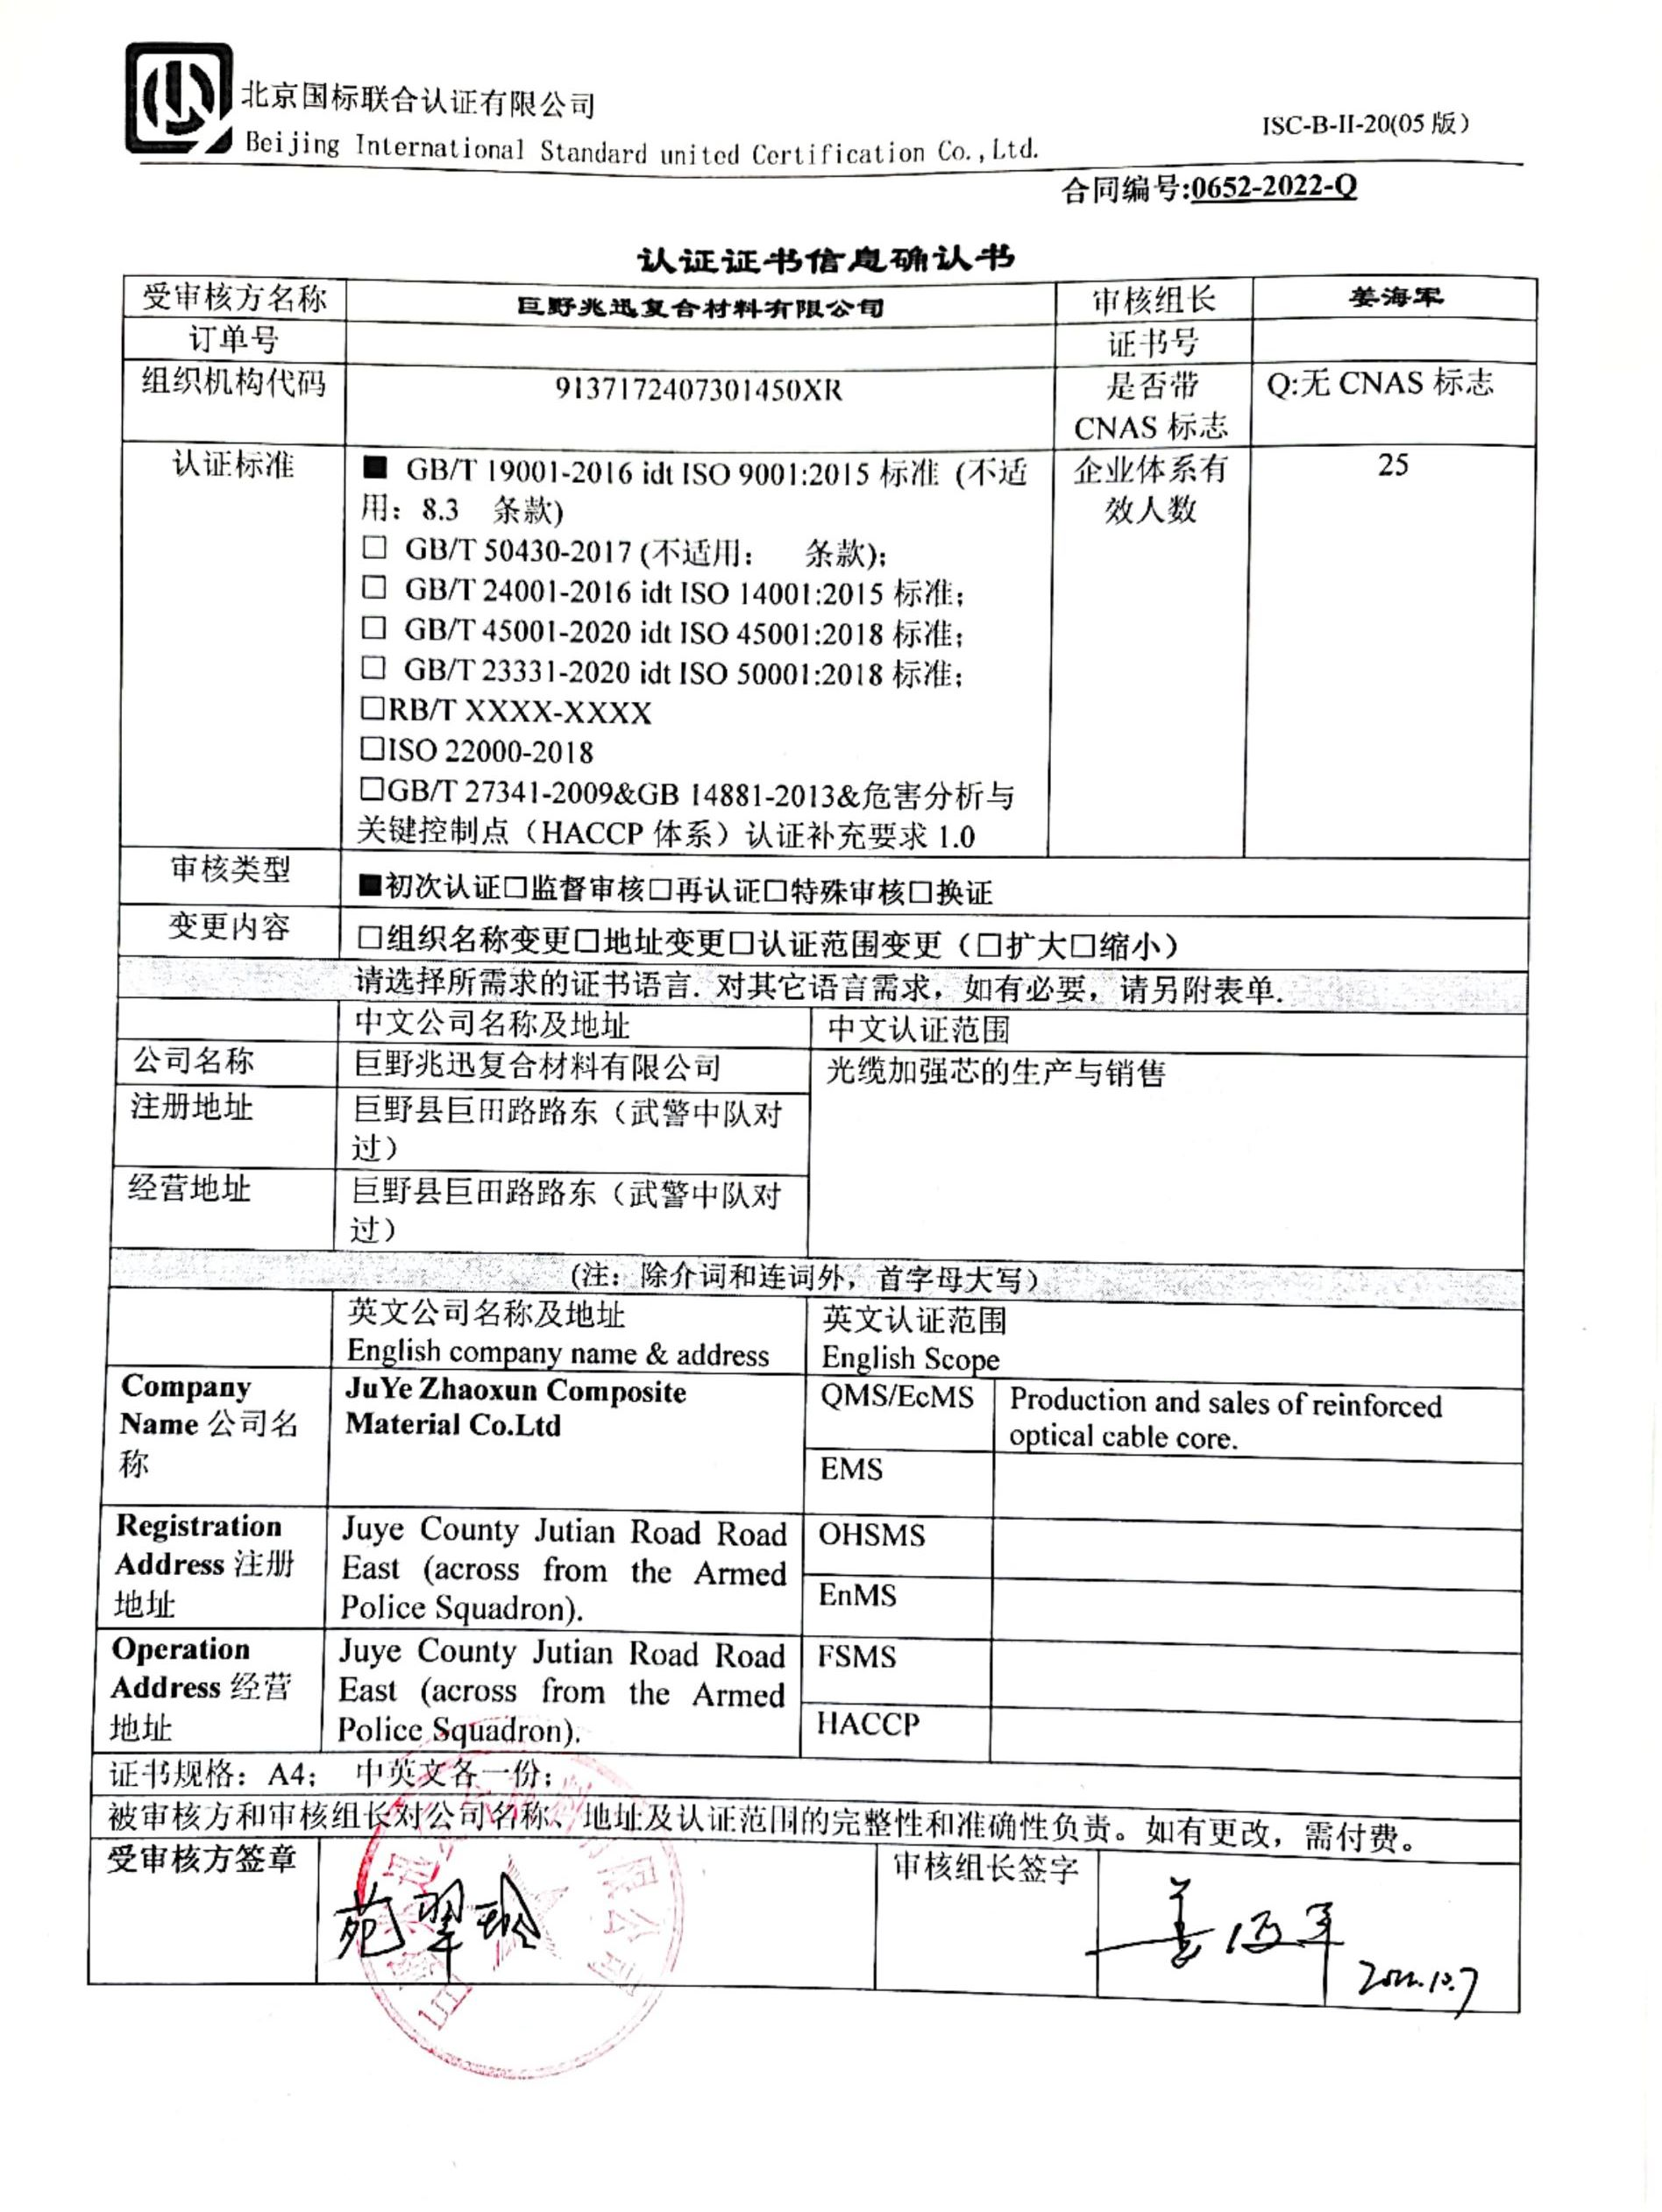 北京国标联合认证有限公司
Beijing International Standard united Certification Co.,Ltd.
ISC-B-II-20(05 版)
合同编号:0652-2022-Q
认证证书信息确认书
受审核方名称 巨野兆迅复合材料有限公司 审核组长 姜海军
订单号 证书号
组织机构代码 9137172407301450XR 是否带
CNAS 标志
Q:无 CNAS 标志
认证标准
■ GB/T 19001-2016 idt ISO 9001:2015 标准 (不适
用: 8.3 条款)
□ GB/T 50430-2017 (不适用: 条款);
□ GB/T 24001-2016 idt ISO 14001:2015 标准;
□ GB/T 45001-2020 idt ISO 45001:2018 标准;
□ GB/T 23331-2020 idt ISO 50001:2018 标准;
□RB/T XXXX-XXXX
□ISO 22000-2018
□GB/T 27341-2009&GB 14881-2013&危害分析与
关键控制点（HACCP 体系）认证补充要求 1.0
企业体系有
效人数
25
审核类型 ■初次认证□监督审核□再认证□特殊审核□换证
变更内容 □组织名称变更□地址变更□认证范围变更（□扩大□缩小）
请选择所需求的证书语言. 对其它语言需求，如有必要，请另附表单.
中文公司名称及地址 中文认证范围
公司名称 巨野兆迅复合材料有限公司 光缆加强芯的生产与销售
注册地址 巨野县巨田路路东（武警中队对
过）
经营地址 巨野县巨田路路东（武警中队对
过）
(注：除介词和连词外，首字母大写)
英文公司名称及地址
English company name & address
英文认证范围
English Scope
Company
Name 公司名
称
JuYe Zhaoxun Composite
Material Co.Ltd
QMS/EcMS Production and sales of reinforced
optical cable core.
EMS
Registration
Address 注册
地址
Juye County Jutian Road Road
East (across from the Armed
Police Squadron).
OHSMS
EnMS
Operation
Address 经营
地址
Juye County Jutian Road Road
East (across from the Armed
Police Squadron).
FSMS
HACCP
证书规格：A4； 中英文各一份；
被审核方和审核组长对公司名称、地址及认证范围的完整性和准确性负责。如有更改，需付费。
受审核方签章 苑翠玲 审核组长签字 姜海军
2022.10.7